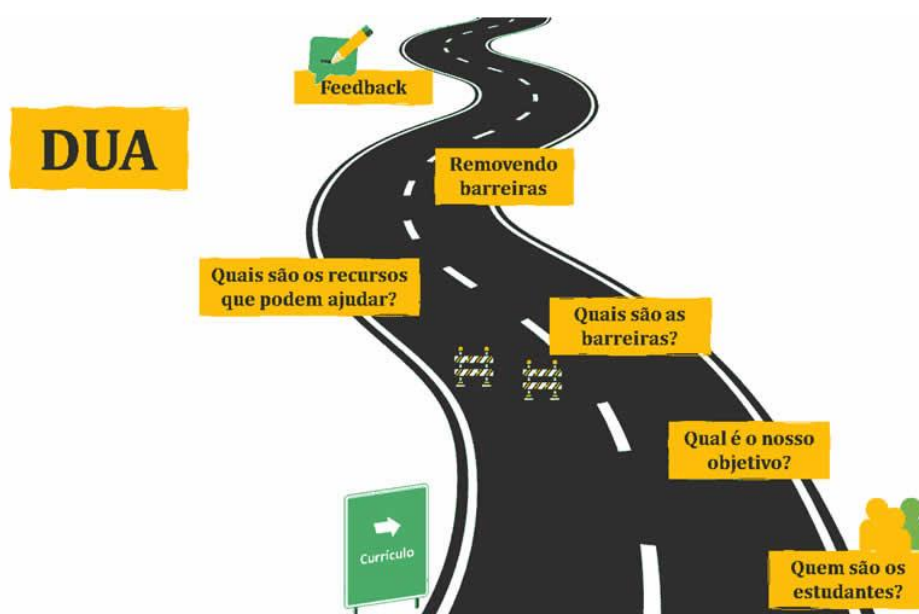 Feedback
DUA
Removendo
barreiras
Quais são os recursos
que podem ajudar?
Quais são as
barreiras?
Qual é o nosso
objetivo?
Currículo
Quem são os
estudantes?